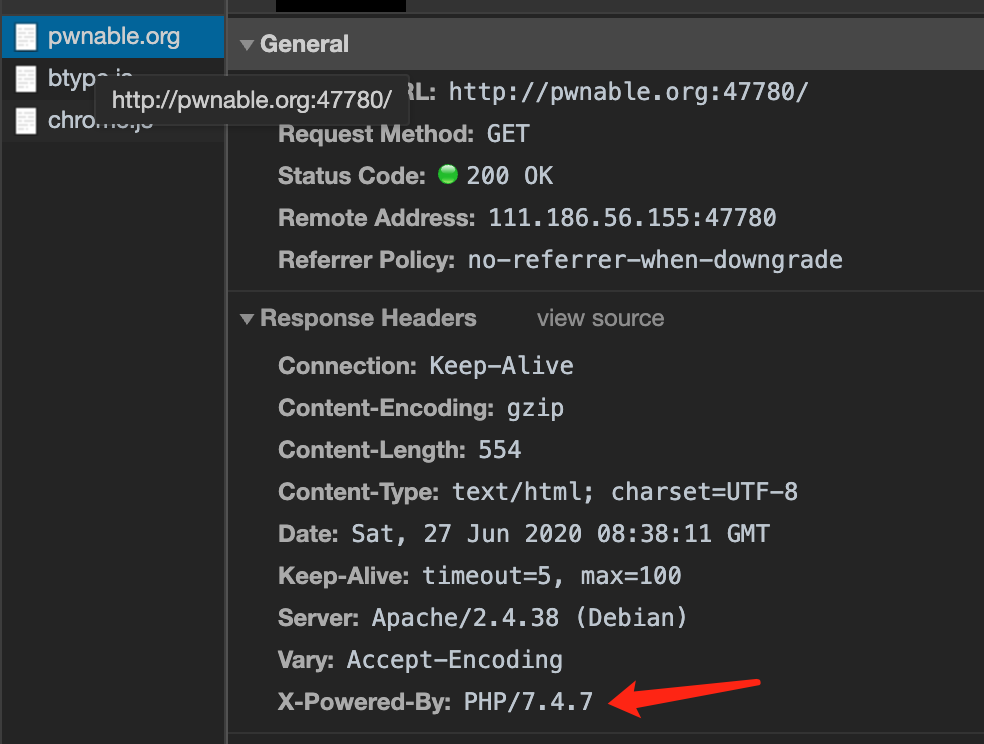 pwnable.org
btype.js
chrome.js
http://pwnable.org:47780/
General
RL: http://pwnable.org:47780/
Request Method: GET
Status Code: 200 OK
Remote Address: 111.186.56.155:47780
Referrer Policy: no-referrer-when-downgrade
Response Headers view source
Connection: Keep-Alive
Content-Encoding: gzip
Content-Length: 554
Content-Type: text/html; charset=UTF-8
Date: Sat, 27 Jun 2020 08:38:11 GMT
Keep-Alive: timeout=5, max=100
Server: Apache/2.4.38 (Debian)
Vary: Accept-Encoding
X-Powered-By: PHP/7.4.7